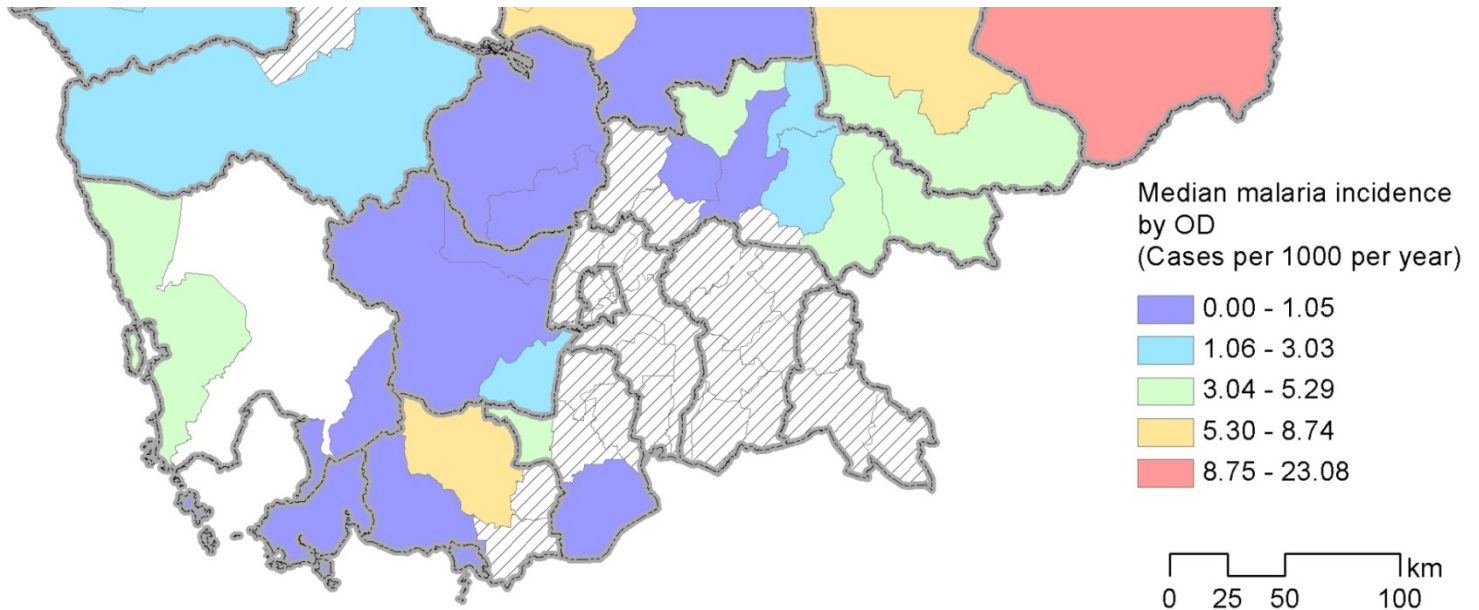 Median malaria incidence
by OD
(Cases per 1000 per year)
0.00 - 1.05
1.06 - 3.03
3.04 - 5.29
5.30 - 8.74
8.75 - 23.08
km
0 25 50 100